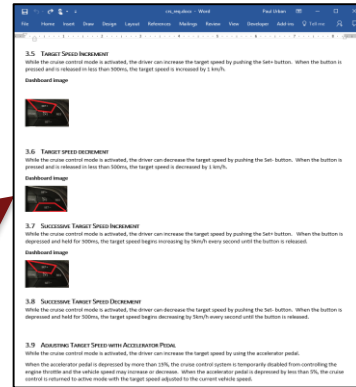 crs_req.docx - Word
Paul Urban
File Home Insert Draw Design Layout References Mailings Review View Developer Add-ins Tell me
3.5 TARGET SPEED INCREMENT
While the cruise control mode is activated, the driver can increase the target speed by pushing the Set+ button. When the button is
pressed and is released in less than 500ms, the target speed is increased by 1 km/h.
Dashboard image
3.6 TARGET SPEED DECREMENT
While the cruise control mode is activated, the driver can decrease the target speed by pushing the Set- button. When the button is
pressed and is released in less than 500ms, the target speed is decreased by 1 km/h.
Dashboard image
3.7 SUCCESSIVE TARGET SPEED INCREMENT
While the cruise control mode is activated, the driver can increase the target speed by pushing the Set+ button. When the button is
depressed and held for 500ms, the target speed begins increasing by 5km/h every second until the button is released.
Dashboard image
3.8 SUCCESSIVE TARGET SPEED DECREMENT
While the cruise control mode is activated, the driver can increase the target speed by pushing the Set- button. When the button is
depressed and held for 500ms, the target speed begins decreasing by 5km/h every second until the button is released.
3.9 ADJUSTING TARGET SPEED WITH ACCELERATOR PEDAL
While the cruise control mode is activated, the driver can increase the target speed by using the accelerator pedal.
When the accelerator pedal is depressed by more than 15%, the cruise control system is temporarily disabled from controlling the
engine throttle and the vehicle speed may increase or decrease. When the accelerator pedal is depressed by less than 5%, the cruise
control is returned to active mode with the target speed adjusted to the current vehicle speed.